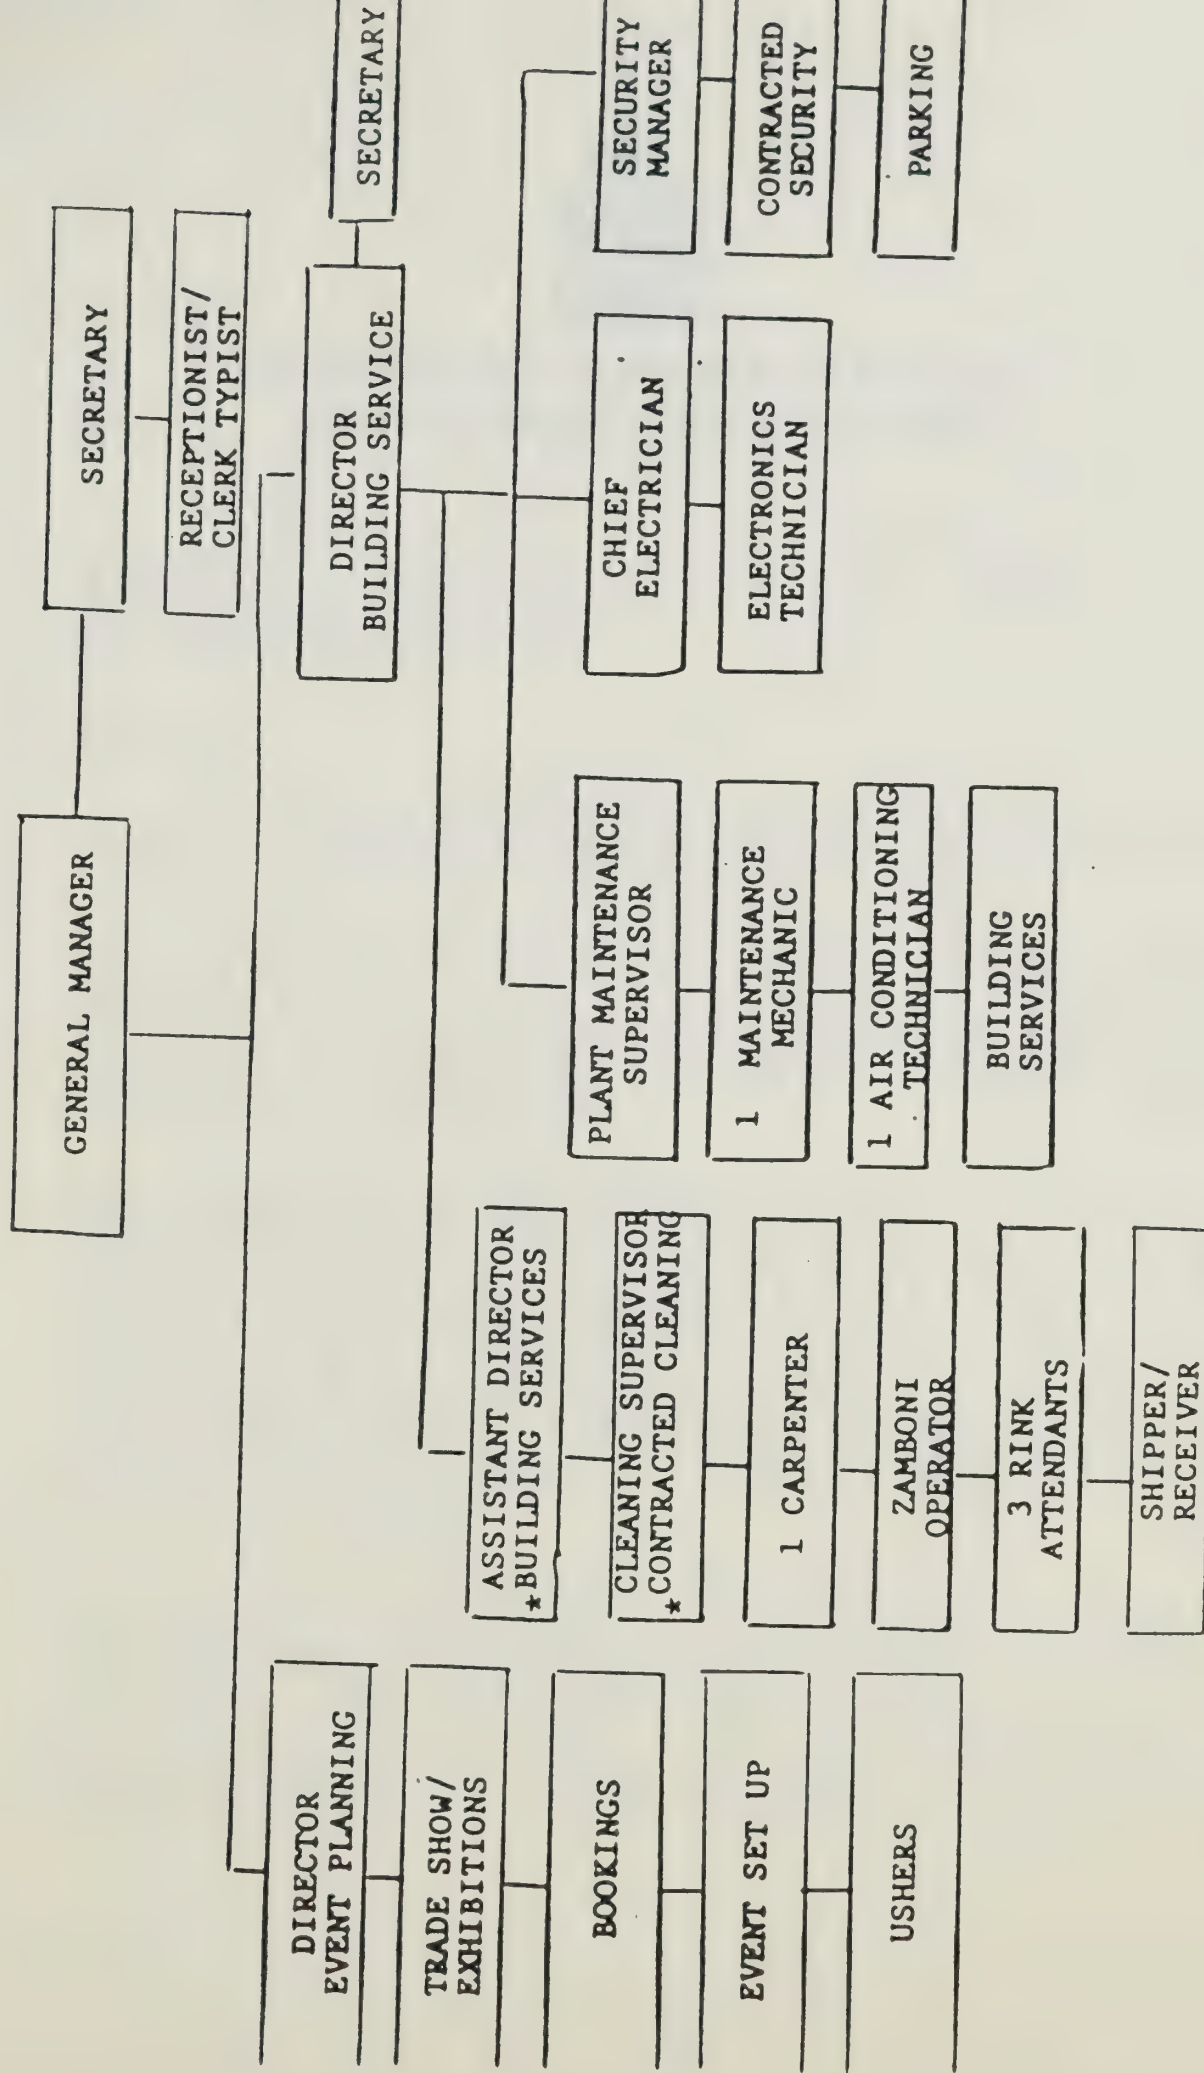 GENERAL MANAGER
SECRETARY
RECEPTIONIST/
CLERK TYPIST
DIRECTOR
EVENT PLANNING
TRADE SHOW/
EXHIBITIONS
BOOKINGS
EVENT SET UP
USHERS
DIRECTOR
BUILDING SERVICE
SECRETARY
ASSISTANT DIRECTOR
*BUILDING SERVICES
CLEANING SUPERVISOR
*CONTRACTED CLEANING
1 CARPENTER
ZAMBONI
OPERATOR
3 RINK
ATTENDANTS
SHIPPER/
RECEIVER
PLANT MAINTENANCE
SUPERVISOR
1 MAINTENANCE
MECHANIC
1 AIR CONDITIONING
TECHNICIAN
BUILDING
SERVICES
CHIEF
ELECTRICIAN
ELECTRONICS
TECHNICIAN
SECURITY
MANAGER
CONTRACTED
SECURITY
PARKING